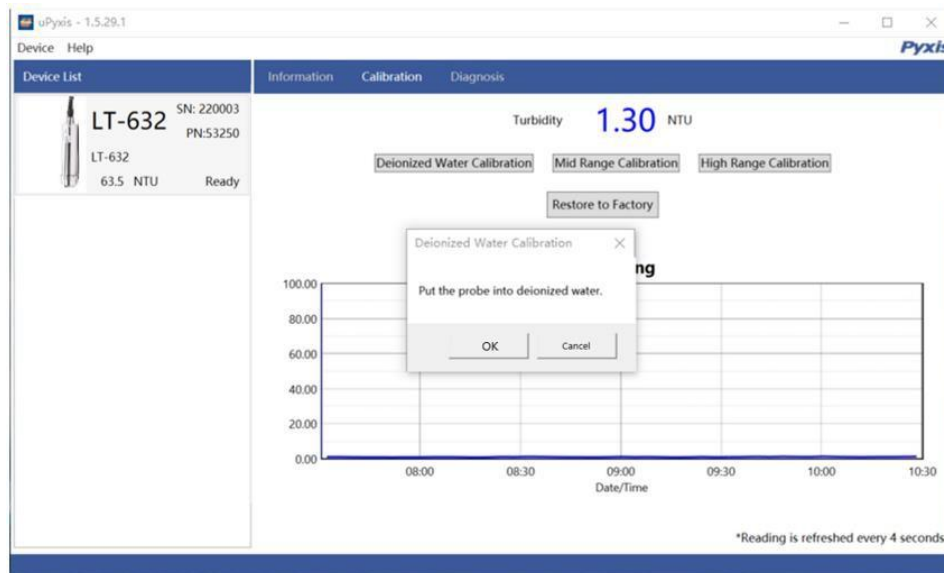 uPyxis - 1.5.29.1
Device Help
Pyxis
Device List
Information Calibration Diagnosis
LT-632
SN: 220003
PN:53250
LT-632
63.5 NTU Ready
Turbidity 1.30 NTU
Deionized Water Calibration Mid Range Calibration High Range Calibration
Restore to Factory
Deionized Water Calibration
Put the probe into deionized water.
OK Cancel
100.00
80.00
60.00
40.00
20.00
0.00
08:00 08:30 09:00 09:30 10:00 10:30
Date/Time
*Reading is refreshed every 4 seconds